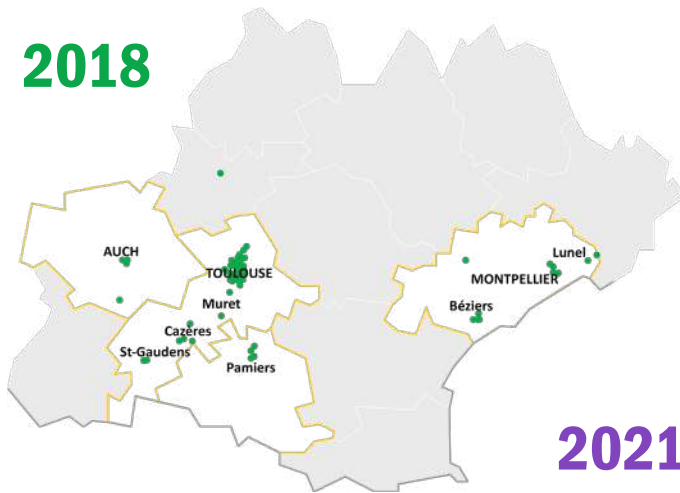 2018
AUCH
TOULOUSE
Lunel
MONTPELLIER
Muret
Béziers
Cazères
St-Gaudens
Pamiers
2021